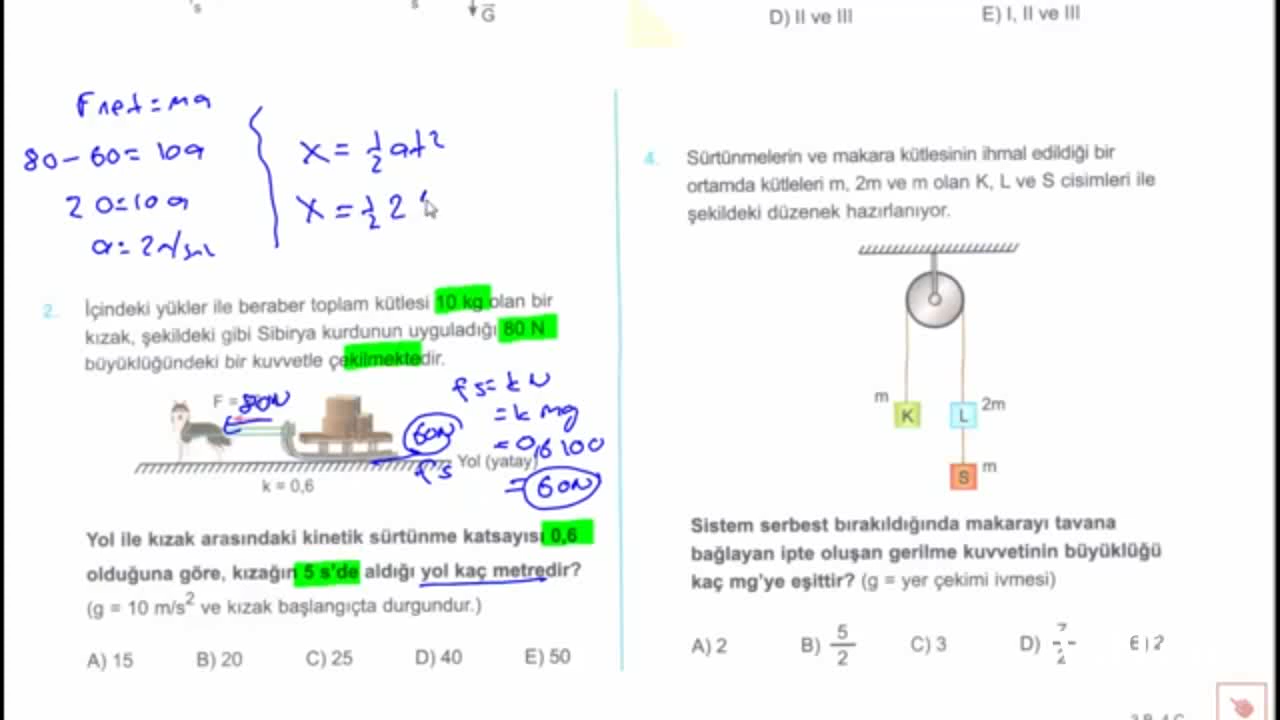 G
D) II ve III
E) I, II ve III
Fnet = ma
80 - 60 = 10a
20 = 10a
a = 2m/sn²
x = 1/2 at²
x = 1/2 2
2. İçindeki yükler ile beraber toplam kütlesi 10 kg olan bir
kızak, şekildeki gibi Sibirya kurdunun uyguladığı 80 N
büyüklüğündeki bir kuvvetle çekilmektedir.
F = 80N
fs = k N
= k mg
= 0,6 100
= 60N
60N
fs
Yol (yatay)
k = 0,6
Yol ile kızak arasındaki kinetik sürtünme katsayısı 0,6
olduğuna göre, kızağın 5 s'de aldığı yol kaç metredir?
(g = 10 m/s² ve kızak başlangıçta durgundur.)
A) 15 B) 20 C) 25 D) 40 E) 50
4. Sürtünmelerin ve makara kütlesinin ihmal edildiği bir
ortamda kütleleri m, 2m ve m olan K, L ve S cisimleri ile
şekildeki düzenek hazırlanıyor.
m
K
L
2m
S
m
Sistem serbest bırakıldığında makarayı tavana
bağlayan ipte oluşan gerilme kuvvetinin büyüklüğü
kaç mg'ye eşittir? (g = yer çekimi ivmesi)
A) 2 B) 5/2 C) 3 D) 7/2